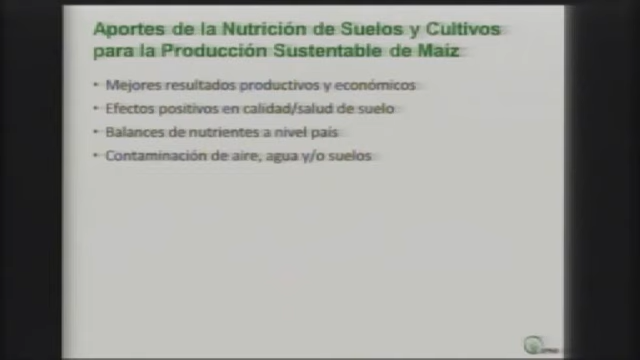 Aportes de la Nutrición de Suelos y Cultivos
para la Producción Sustentable de Maíz
• Mejores resultados productivos y económicos
• Efectos positivos en calidad/salud de suelo
• Balances de nutrientes a nivel país
• Contaminación de aire, agua y/o suelos